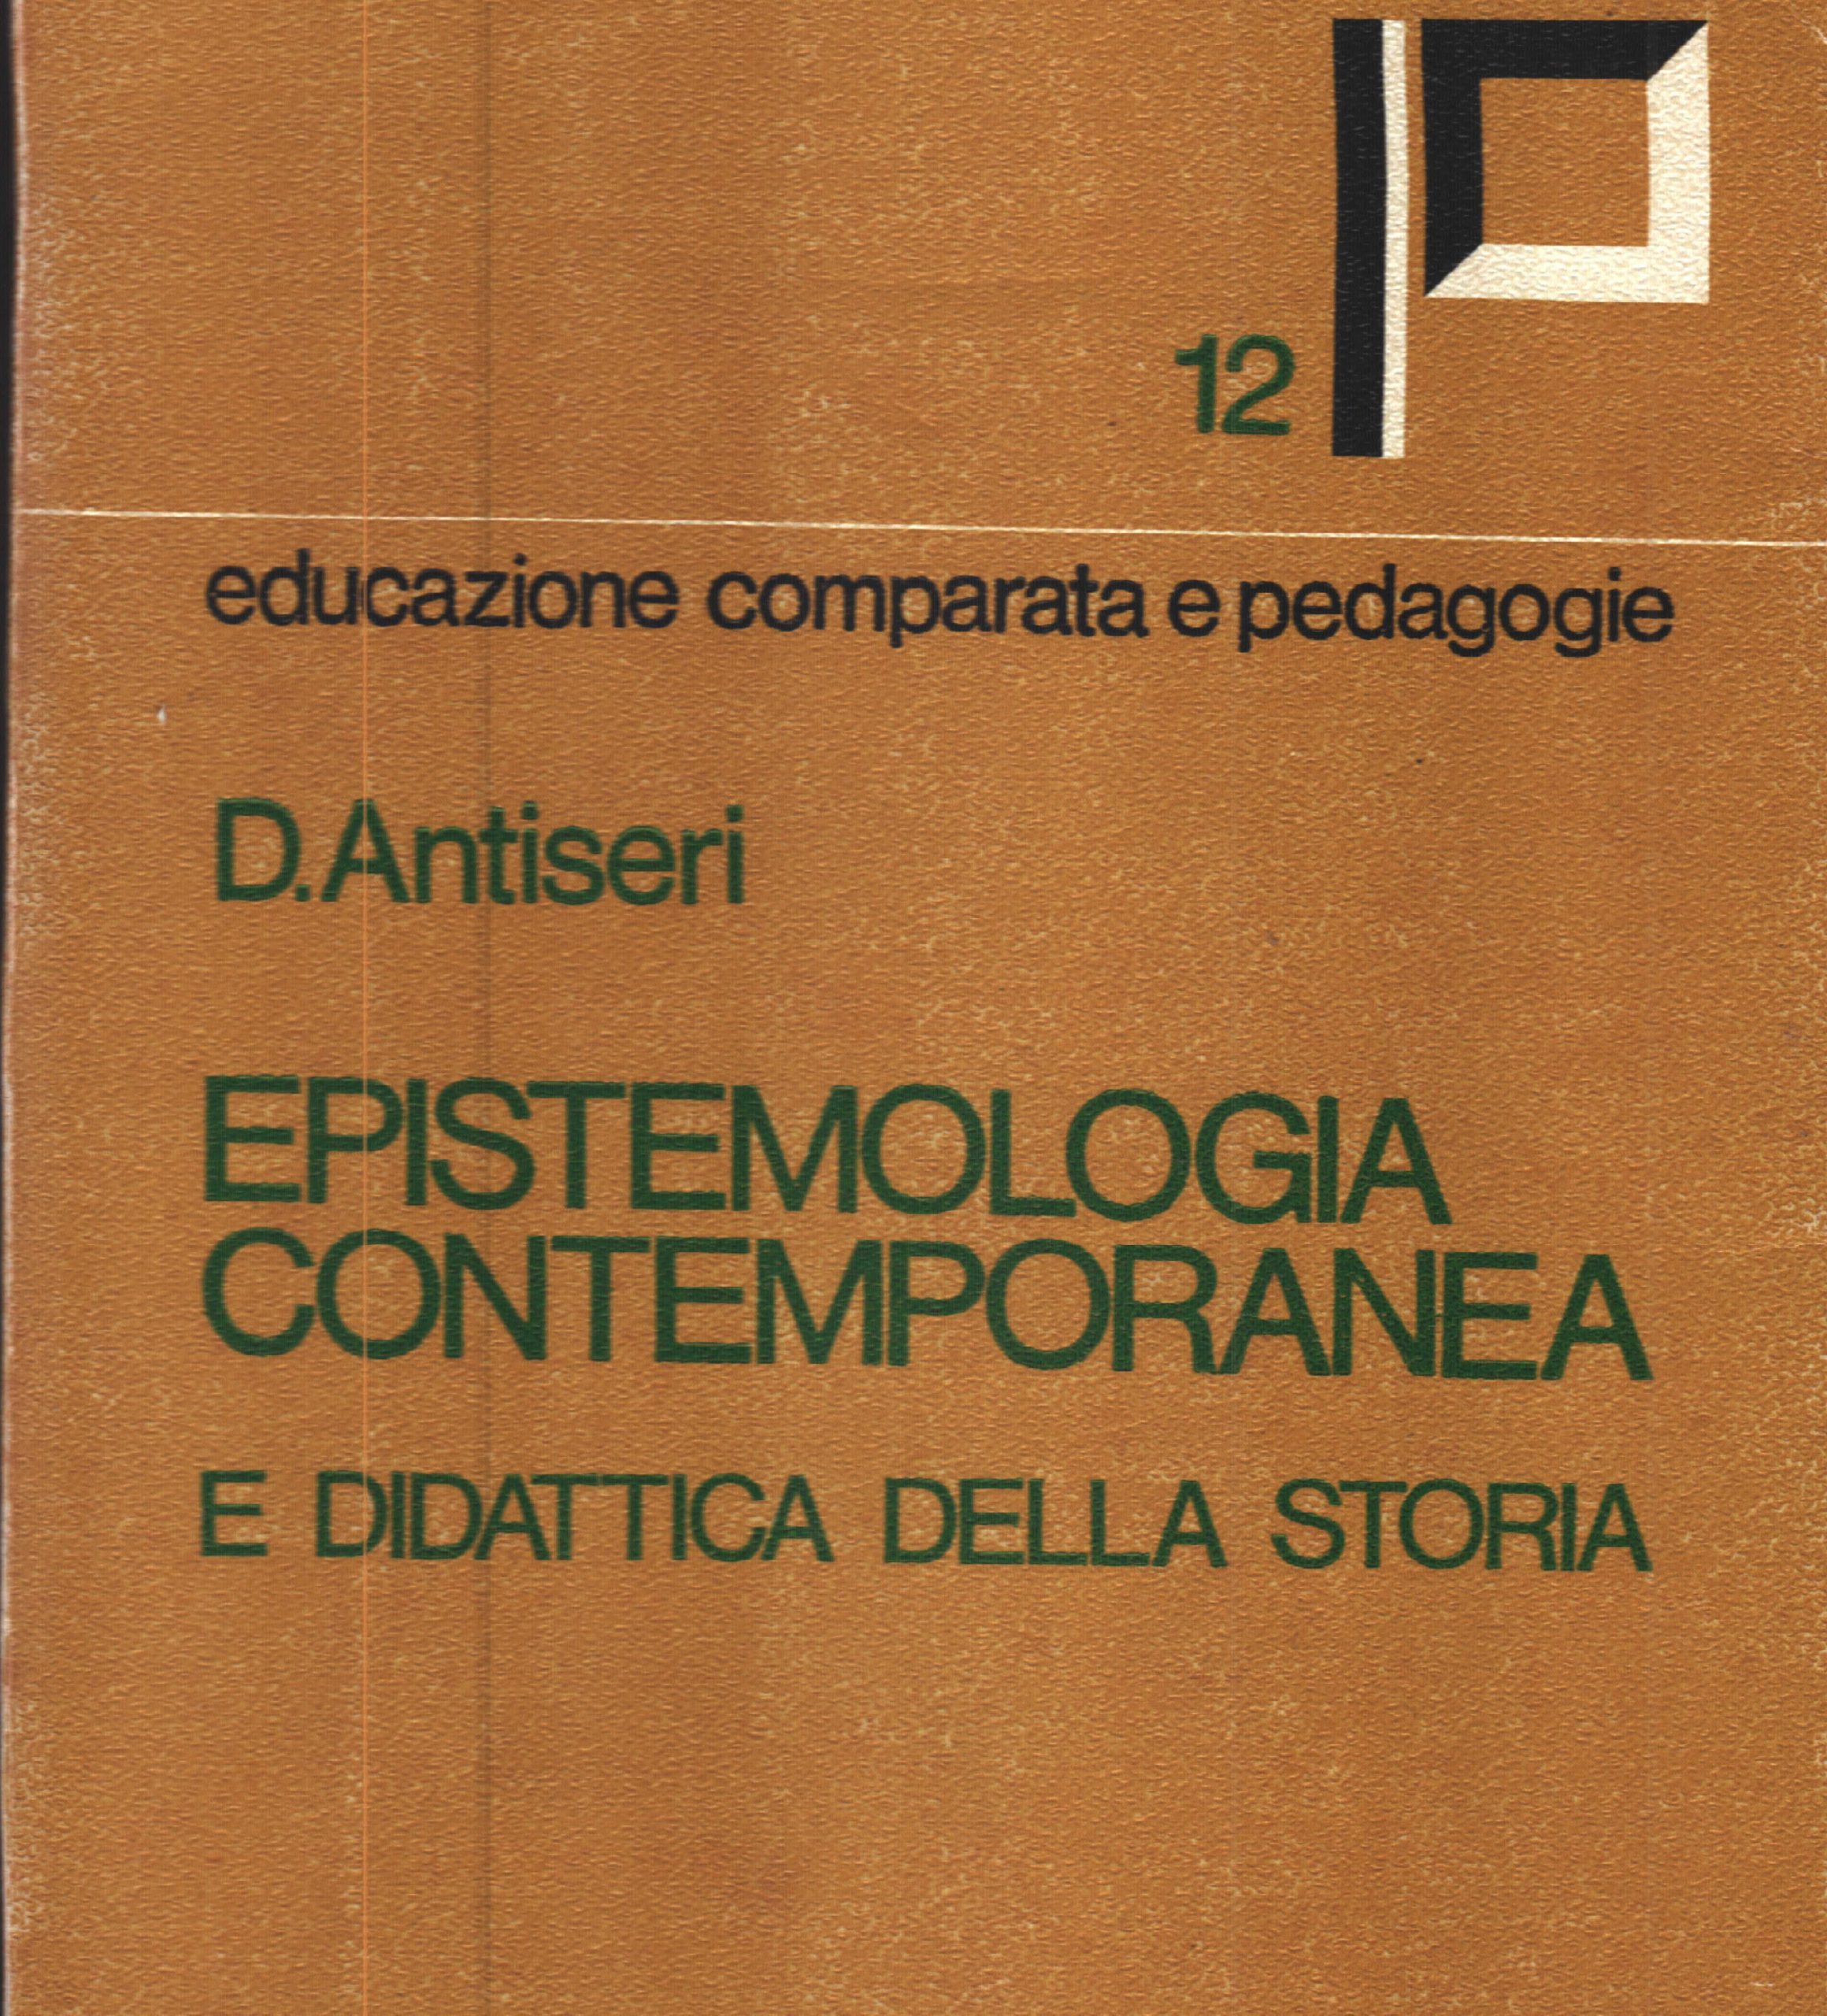 12
educazione comparata e pedagogie
D. Antiseri
EPISTEMOLOGIA
CONTEMPORANEA
E DIDATTICA DELLA STORIA